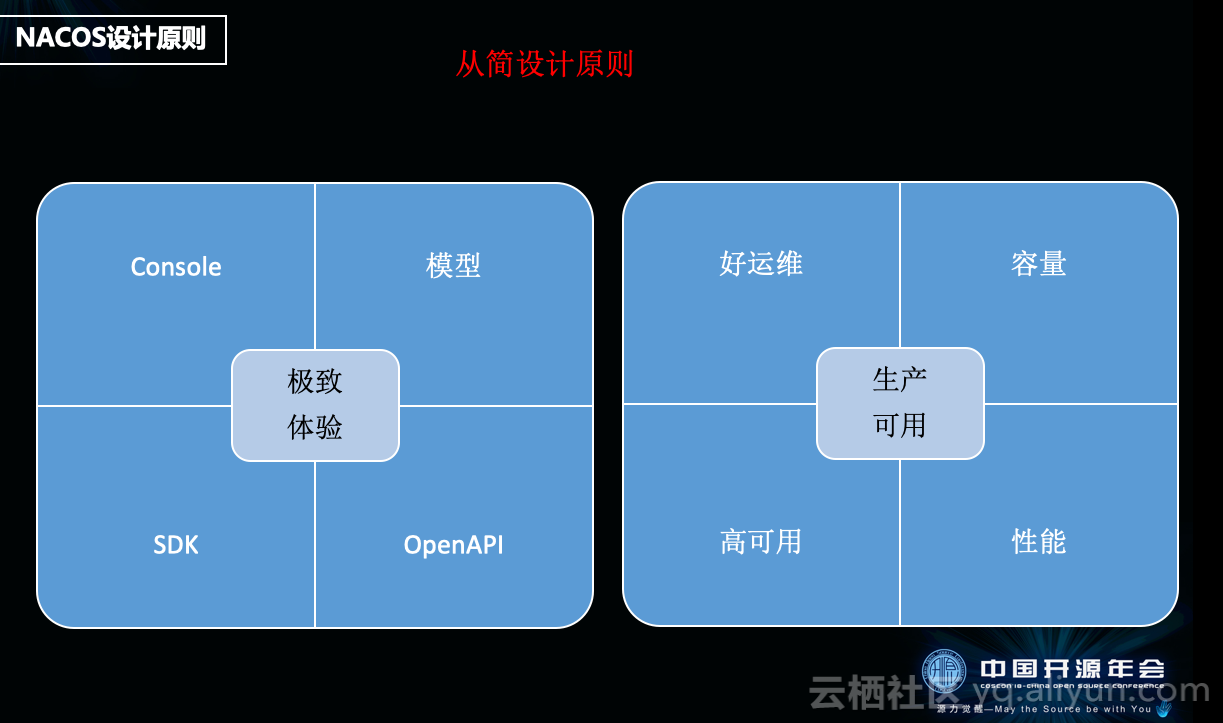 NACOS设计原则
从简设计原则
Console
模型
极致
体验
SDK
OpenAPI
好运维
容量
生产
可用
高可用
性能
中国开源年会
COSCON 18-CHINA OPEN SOURCE CONFERENCE
云栖社区 yq.aliyun.com
源力觉醒—May the Source be with You